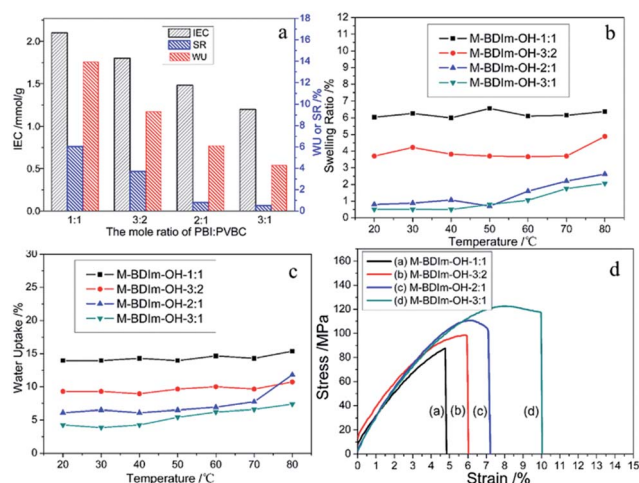 a
IEC
SR
WU
IEC /mmol/g
2.0
1.5
1.0
0.5
0.0
18
16
14
12
10
8
6
4
2
0
WU or SR /%
1:1 3:2 2:1 3:1
The mole ratio of PBI:PVBC
b
M-BDIm-OH-1:1
M-BDIm-OH-3:2
M-BDIm-OH-2:1
M-BDIm-OH-3:1
Swelling Ratio /%
12
11
10
9
8
7
6
5
4
3
2
1
0
20 30 40 50 60 70 80
Temperature /℃
c
M-BDIm-OH-1:1
M-BDIm-OH-3:2
M-BDIm-OH-2:1
M-BDIm-OH-3:1
Water Uptake /%
30
25
20
15
10
5
0
20 30 40 50 60 70 80
Temperature /℃
d
(a) M-BDIm-OH-1:1
(b) M-BDIm-OH-3:2
(c) M-BDIm-OH-2:1
(d) M-BDIm-OH-3:1
Stress /MPa
160
140
120
100
80
60
40
20
0
(a) (b) (c) (d)
0 1 2 3 4 5 6 7 8 9 10 11 12 13 14 15
Strain /%